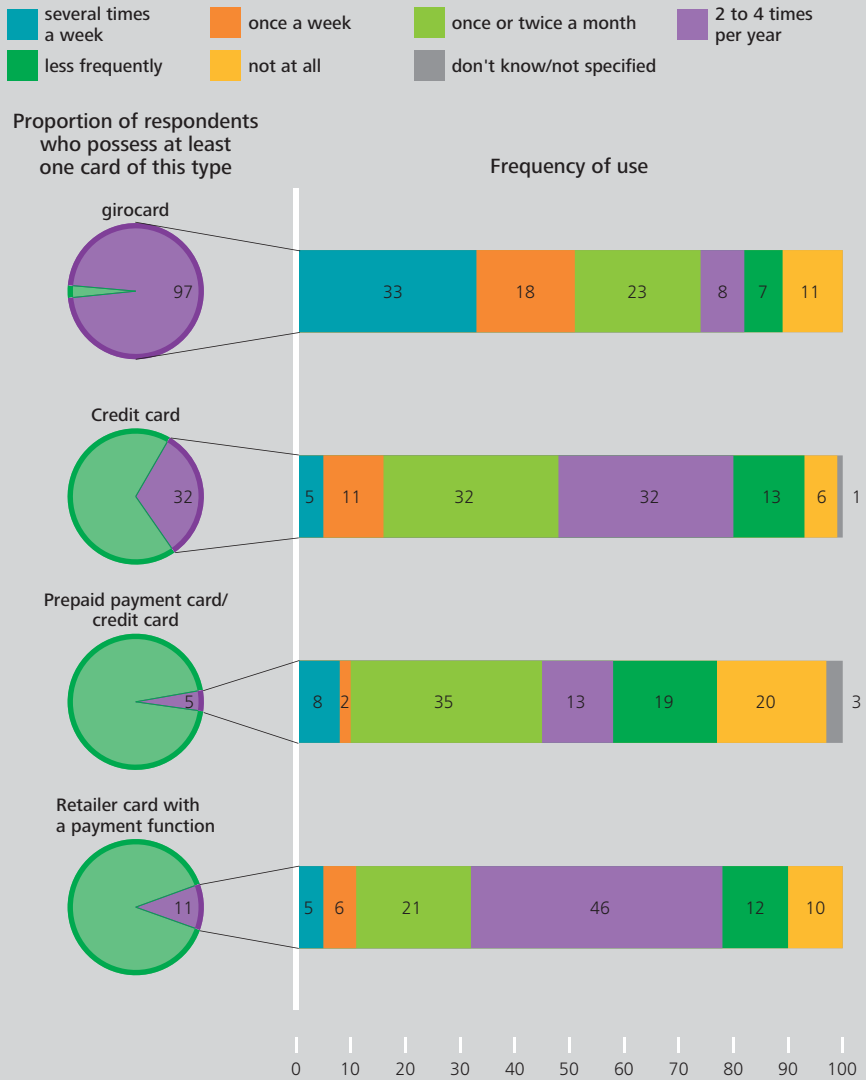 several times
a week
once a week
once or twice a month
2 to 4 times
per year
less frequently
not at all
don't know/not specified
Proportion of respondents
who possess at least
one card of this type
Frequency of use
girocard
97
33 18 23 8 7 11
Credit card
32
5 11 32 32 13 6 1
Prepaid payment card/
credit card
5
8 2 35 13 19 20 3
Retailer card with
a payment function
11
5 6 21 46 12 10
0 10 20 30 40 50 60 70 80 90 100